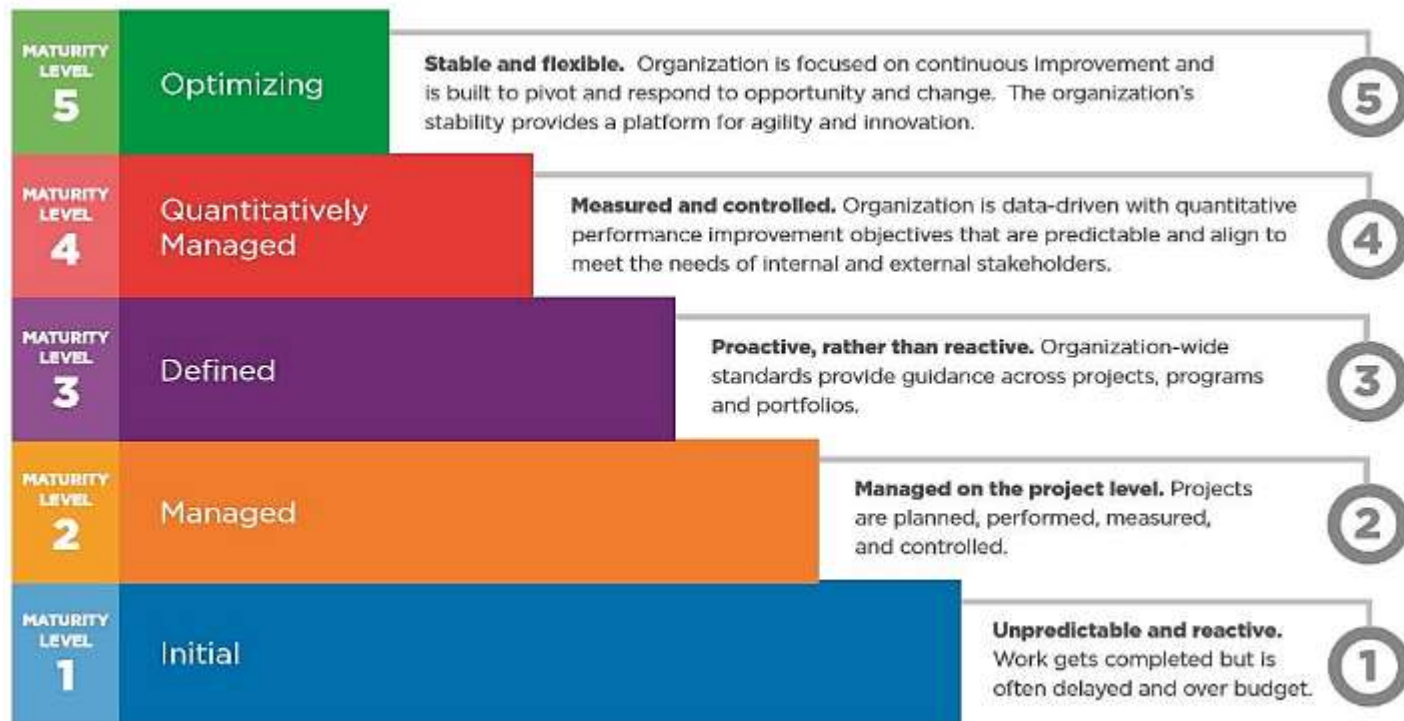 MATURITY
LEVEL
5
Optimizing
Stable and flexible. Organization is focused on continuous improvement and
is built to pivot and respond to opportunity and change. The organization's
stability provides a platform for agility and innovation.
5
MATURITY
LEVEL
4
Quantitatively
Managed
Measured and controlled. Organization is data-driven with quantitative
performance improvement objectives that are predictable and align to
meet the needs of internal and external stakeholders.
4
MATURITY
LEVEL
3
Defined
Proactive, rather than reactive. Organization-wide
standards provide guidance across projects, programs
and portfolios.
3
MATURITY
LEVEL
2
Managed
Managed on the project level. Projects
are planned, performed, measured,
and controlled.
2
MATURITY
LEVEL
1
Initial
Unpredictable and reactive.
Work gets completed but is
often delayed and over budget.
1